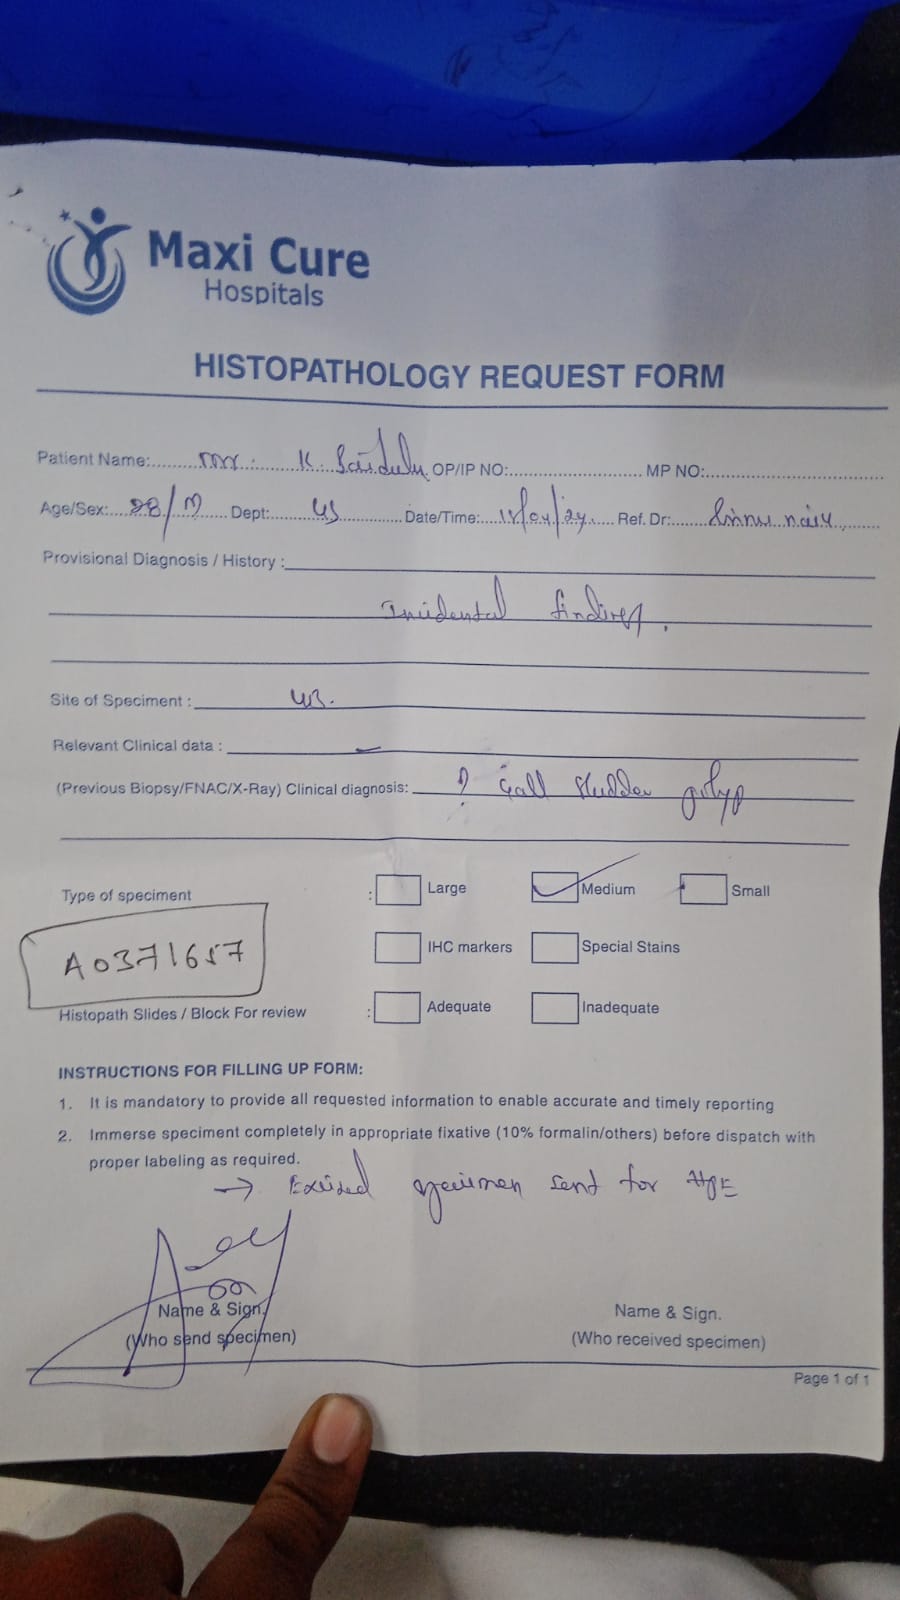 Maxi Cure
Hospitals
HISTOPATHOLOGY REQUEST FORM
Patient Name: K. Saidulu OP/IP NO: MP NO:
Age/Sex: 28/M Dept: Date/Time: /04/24 Ref. Dr: naik
Provisional Diagnosis / History :
Incidental finding.
Site of Speciment :
Relevant Clinical data : -
(Previous Biopsy/FNAC/X-Ray) Clinical diagnosis: ? Gall bladder polyp
Type of speciment : Large Medium Small
A0371657
IHC markers Special Stains
Histopath Slides / Block For review : Adequate Inadequate
INSTRUCTIONS FOR FILLING UP FORM:
1. It is mandatory to provide all requested information to enable accurate and timely reporting
2. Immerse speciment completely in appropriate fixative (10% formalin/others) before dispatch with
proper labeling as required.
→ Excised specimen sent for HPE
Name & Sign. Name & Sign.
(Who send specimen) (Who received specimen)
Page 1 of 1